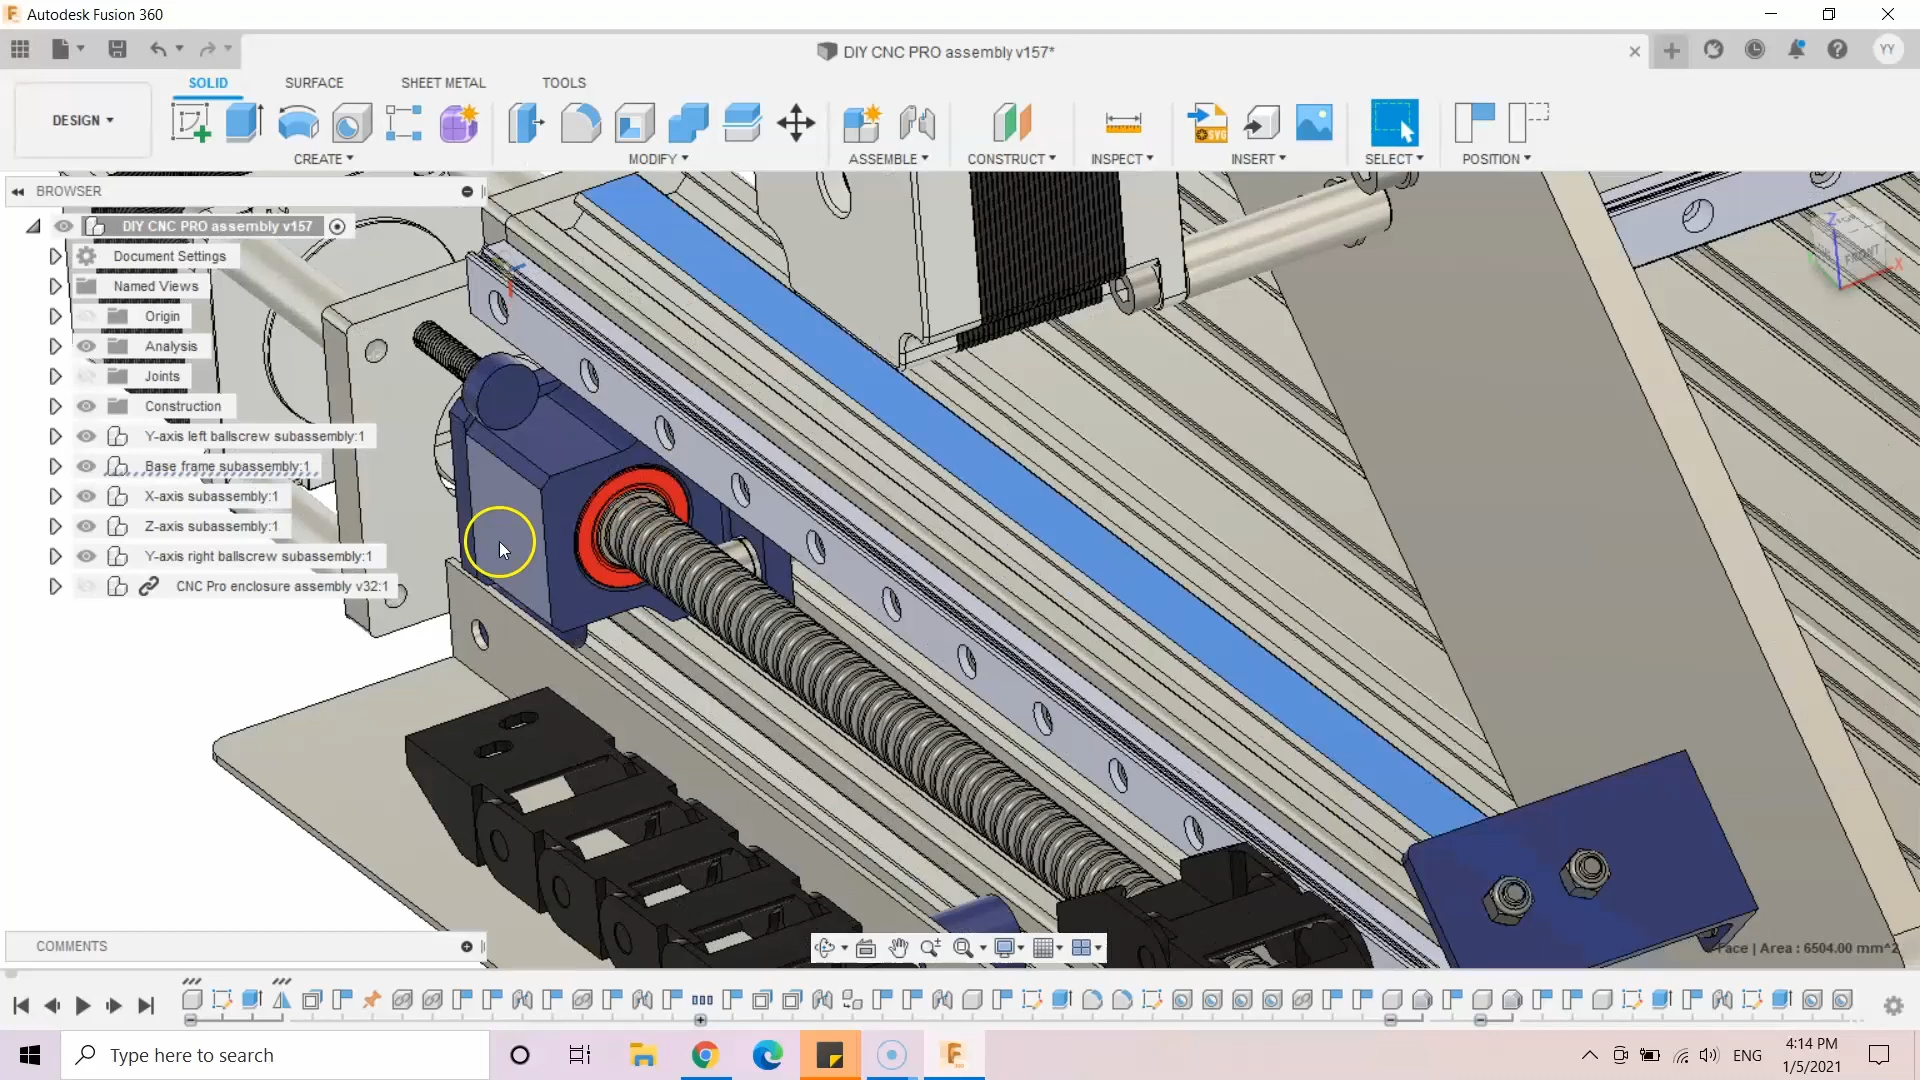 Autodesk Fusion 360
DIY CNC PRO assembly v157*
YY
SOLID
SURFACE
SHEET METAL
TOOLS
DESIGN
CREATE
MODIFY
ASSEMBLE
CONSTRUCT
INSPECT
SVG
INSERT
SELECT
POSITION
BROWSER
DIY CNC PRO assembly v157
Document Settings
Named Views
Origin
Analysis
Joints
Construction
Y-axis left ballscrew subassembly:1
Base frame subassembly:1
X-axis subassembly:1
Z-axis subassembly:1
Y-axis right ballscrew subassembly:1
CNC Pro enclosure assembly v32:1
Z
FRONT
X
COMMENTS
Face | Area : 6504.00 mm^2
Type here to search
ENG
4:14 PM
1/5/2021